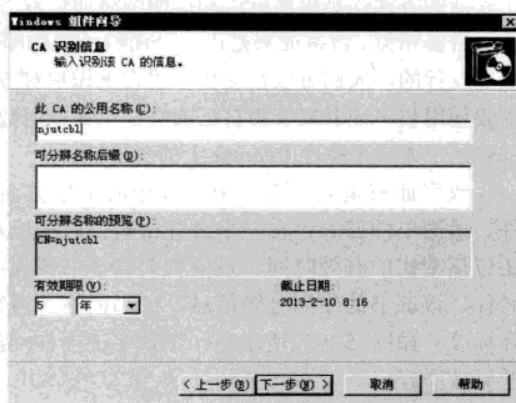 Windows 组件向导
CA 识别信息
输入识别该 CA 的信息。
此 CA 的公用名称(C):
njutcbl
可分辨名称后缀(D):
可分辨名称的预览(P):
CN=njutcbl
有效期限(V):
截止日期:
5 年
2013-2-10 8:16
< 上一步(B) 下一步(N) > 取消 帮助